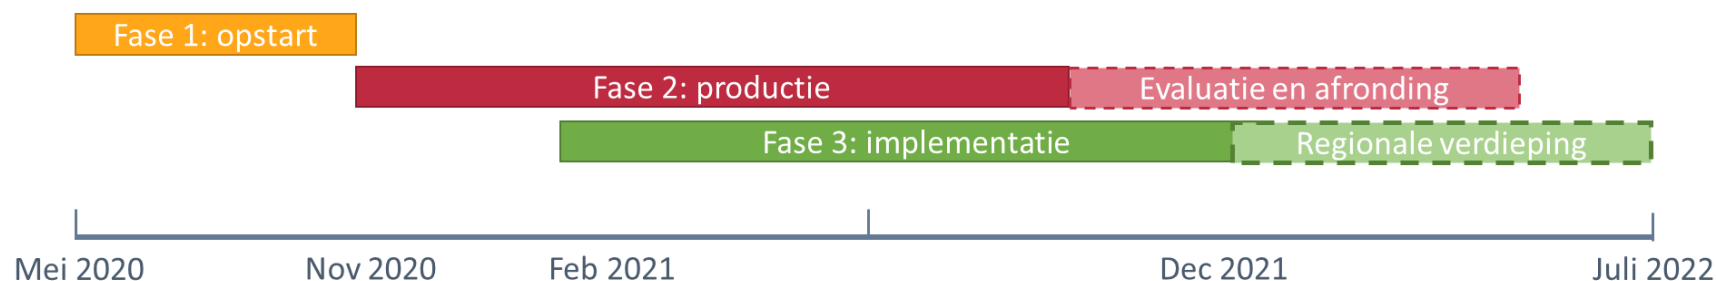 Fase 1: opstart
Fase 2: productie
Evaluatie en afronding
Fase 3: implementatie
Regionale verdieping
Mei 2020
Nov 2020
Feb 2021
Dec 2021
Juli 2022